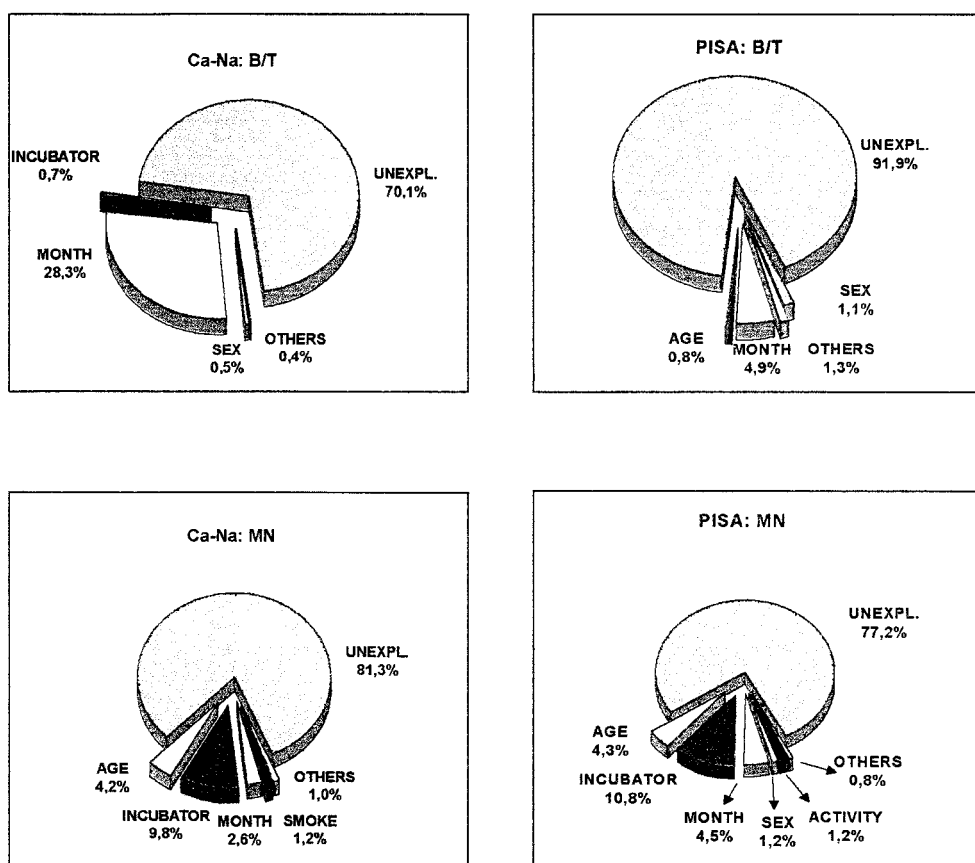 Ca-Na: B/T
INCUBATOR
0,7%
UNEXPL.
70,1%
MONTH
28,3%
SEX
0,5%
OTHERS
0,4%
PISA: B/T
UNEXPL.
91,9%
SEX
1,1%
AGE
0,8%
MONTH
4,9%
OTHERS
1,3%
Ca-Na: MN
UNEXPL.
81,3%
AGE
4,2%
INCUBATOR
9,8%
MONTH
2,6%
SMOKE
1,2%
OTHERS
1,0%
PISA: MN
UNEXPL.
77,2%
AGE
4,3%
INCUBATOR
10,8%
MONTH
4,5%
SEX
1,2%
ACTIVITY
1,2%
OTHERS
0,8%